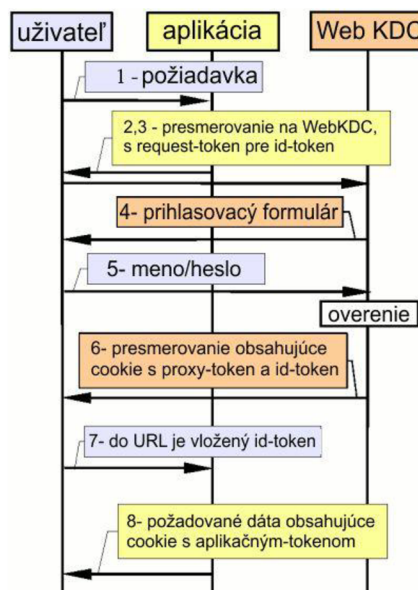 užívateľ
aplikácia
Web KDC
1 - požiadavka
2,3 - presmerovanie na WebKDC,
s request-token pre id-token
4- prihlasovacý formulár
5- meno/heslo
overenie
6- presmerovanie obsahujúce
cookie s proxy-token a id-token
7- do URL je vložený id-token
8- požadované dáta obsahujúce
cookie s aplikačným-tokenom